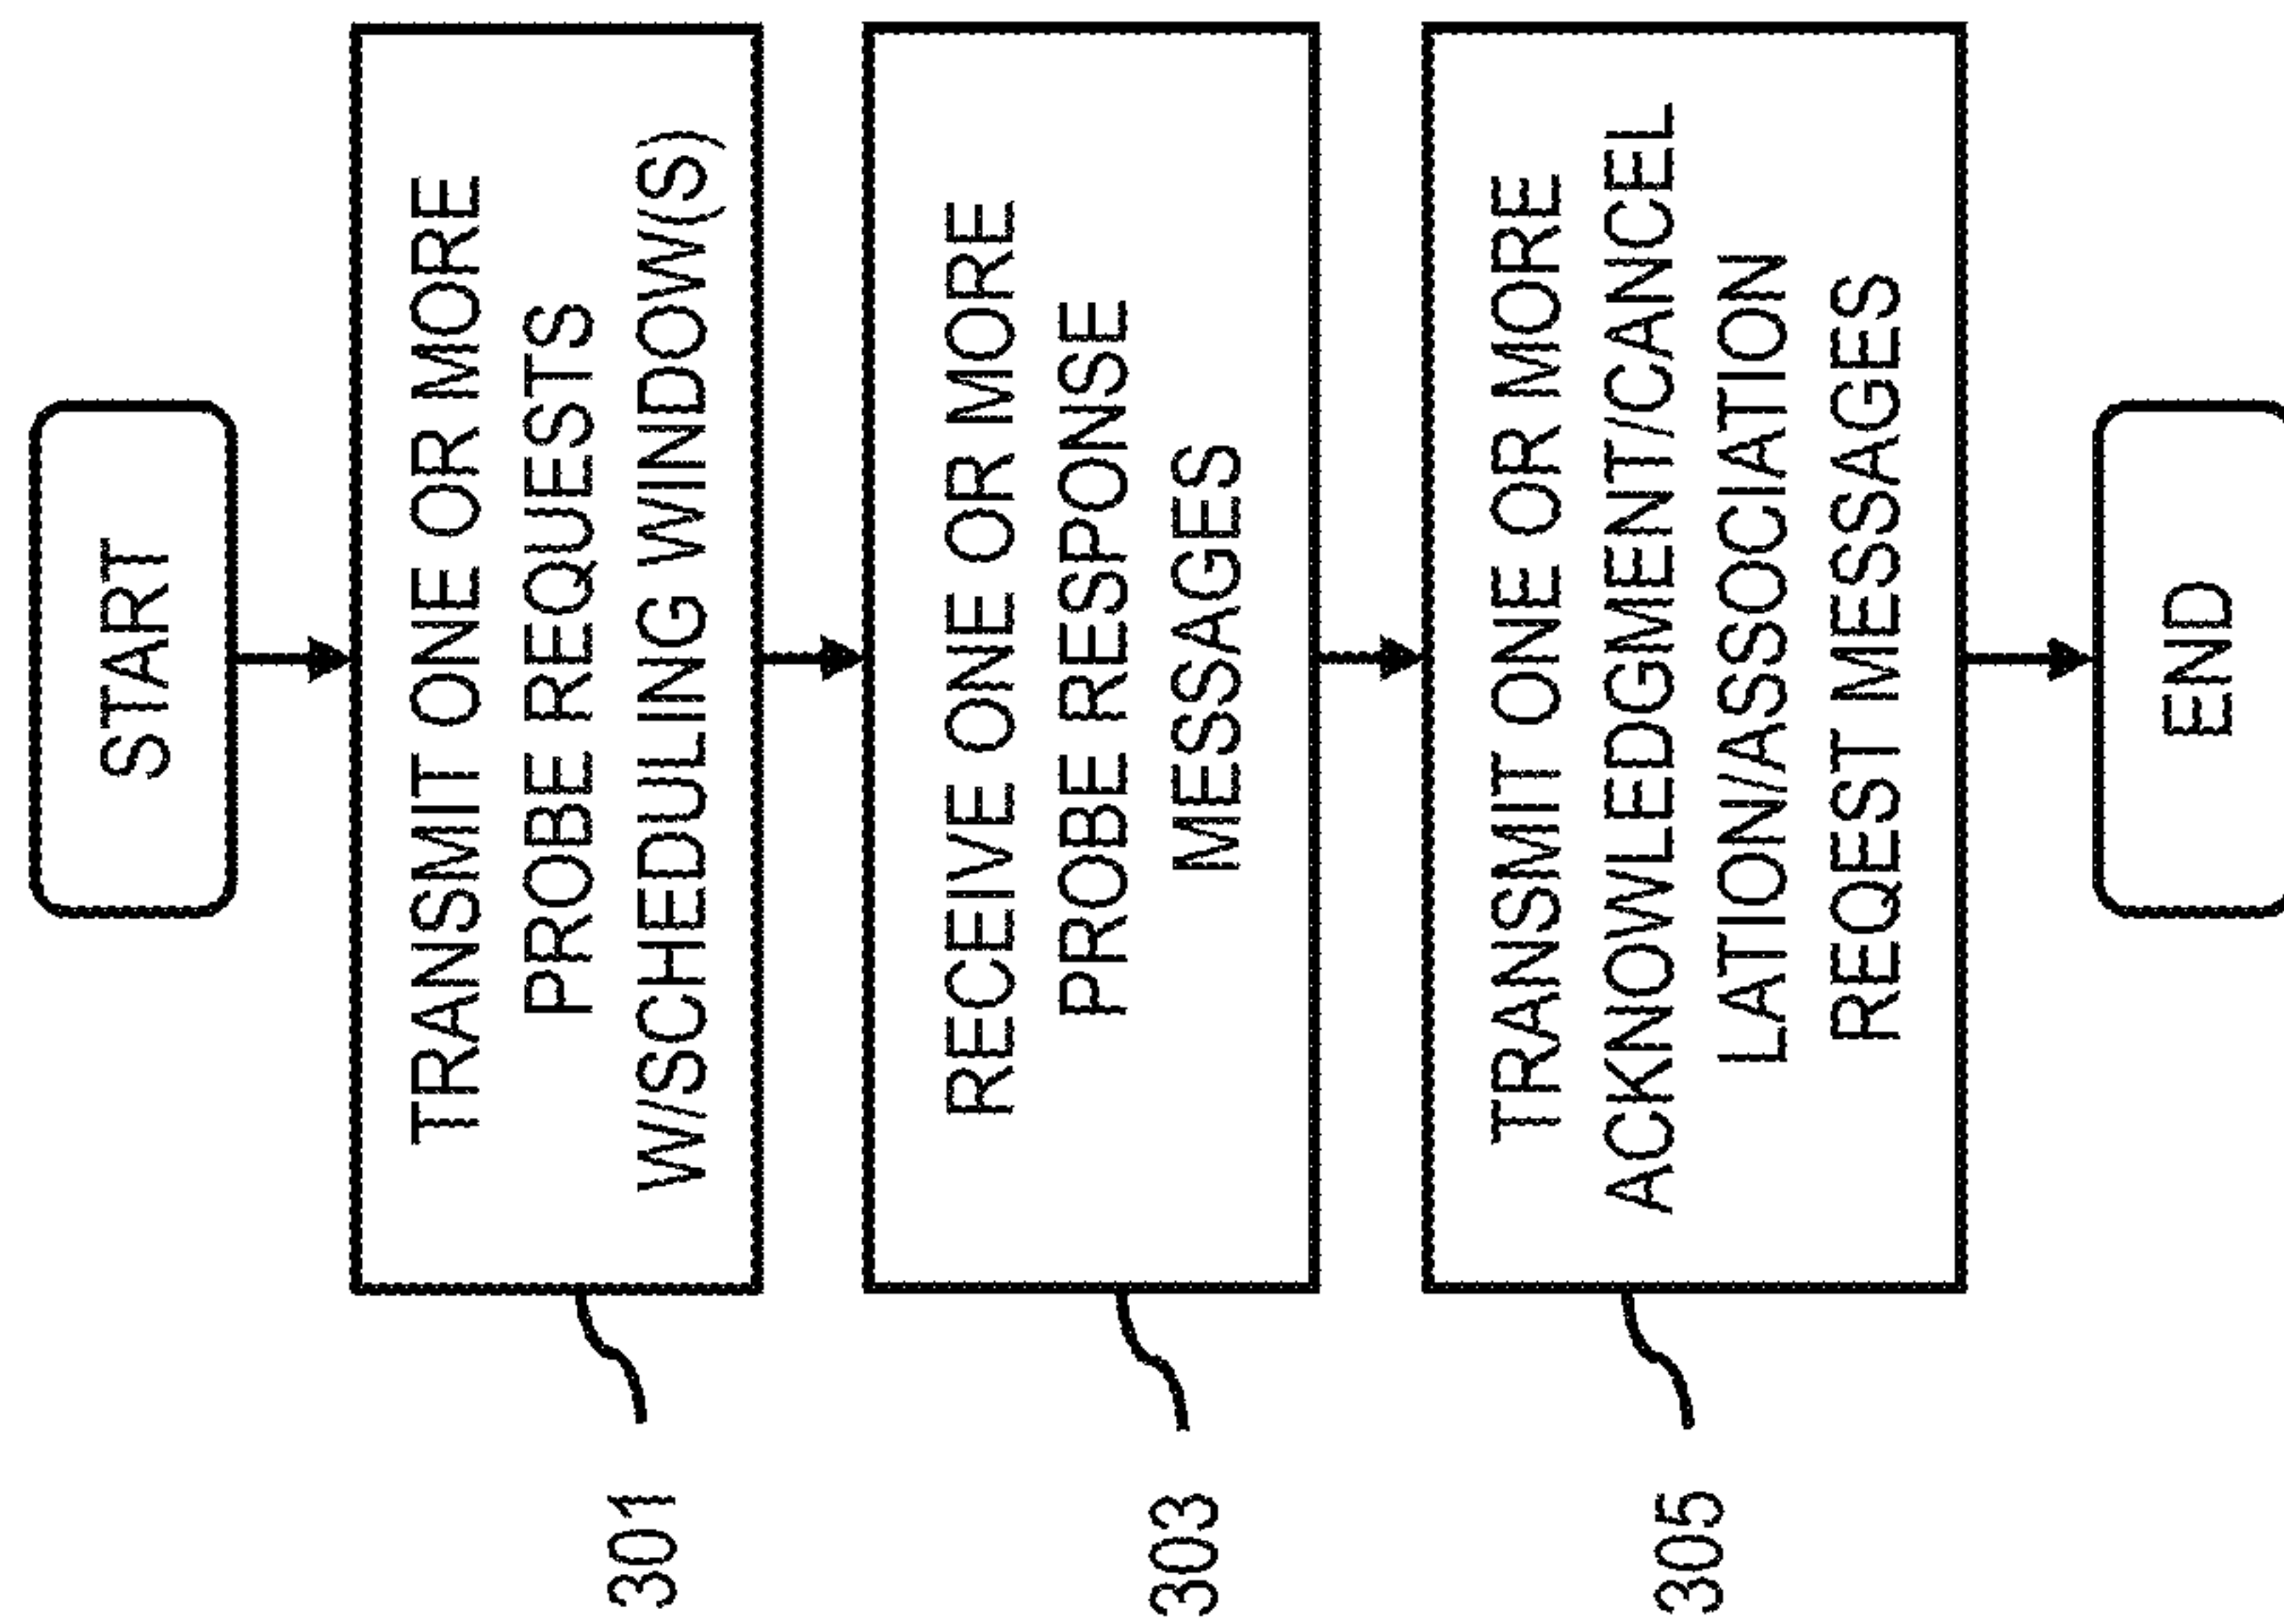 START
TRANSMIT ONE OR MORE
PROBE REQUESTS
W/SCHEDULING WINDOW(S)
301
RECEIVE ONE OR MORE
PROBE RESPONSE
MESSAGES
303
TRANSMIT ONE OR MORE
ACKNOWLEDGMENT/CANCEL
LATION/ASSOCIATION
REQEST MESSAGES
305
END